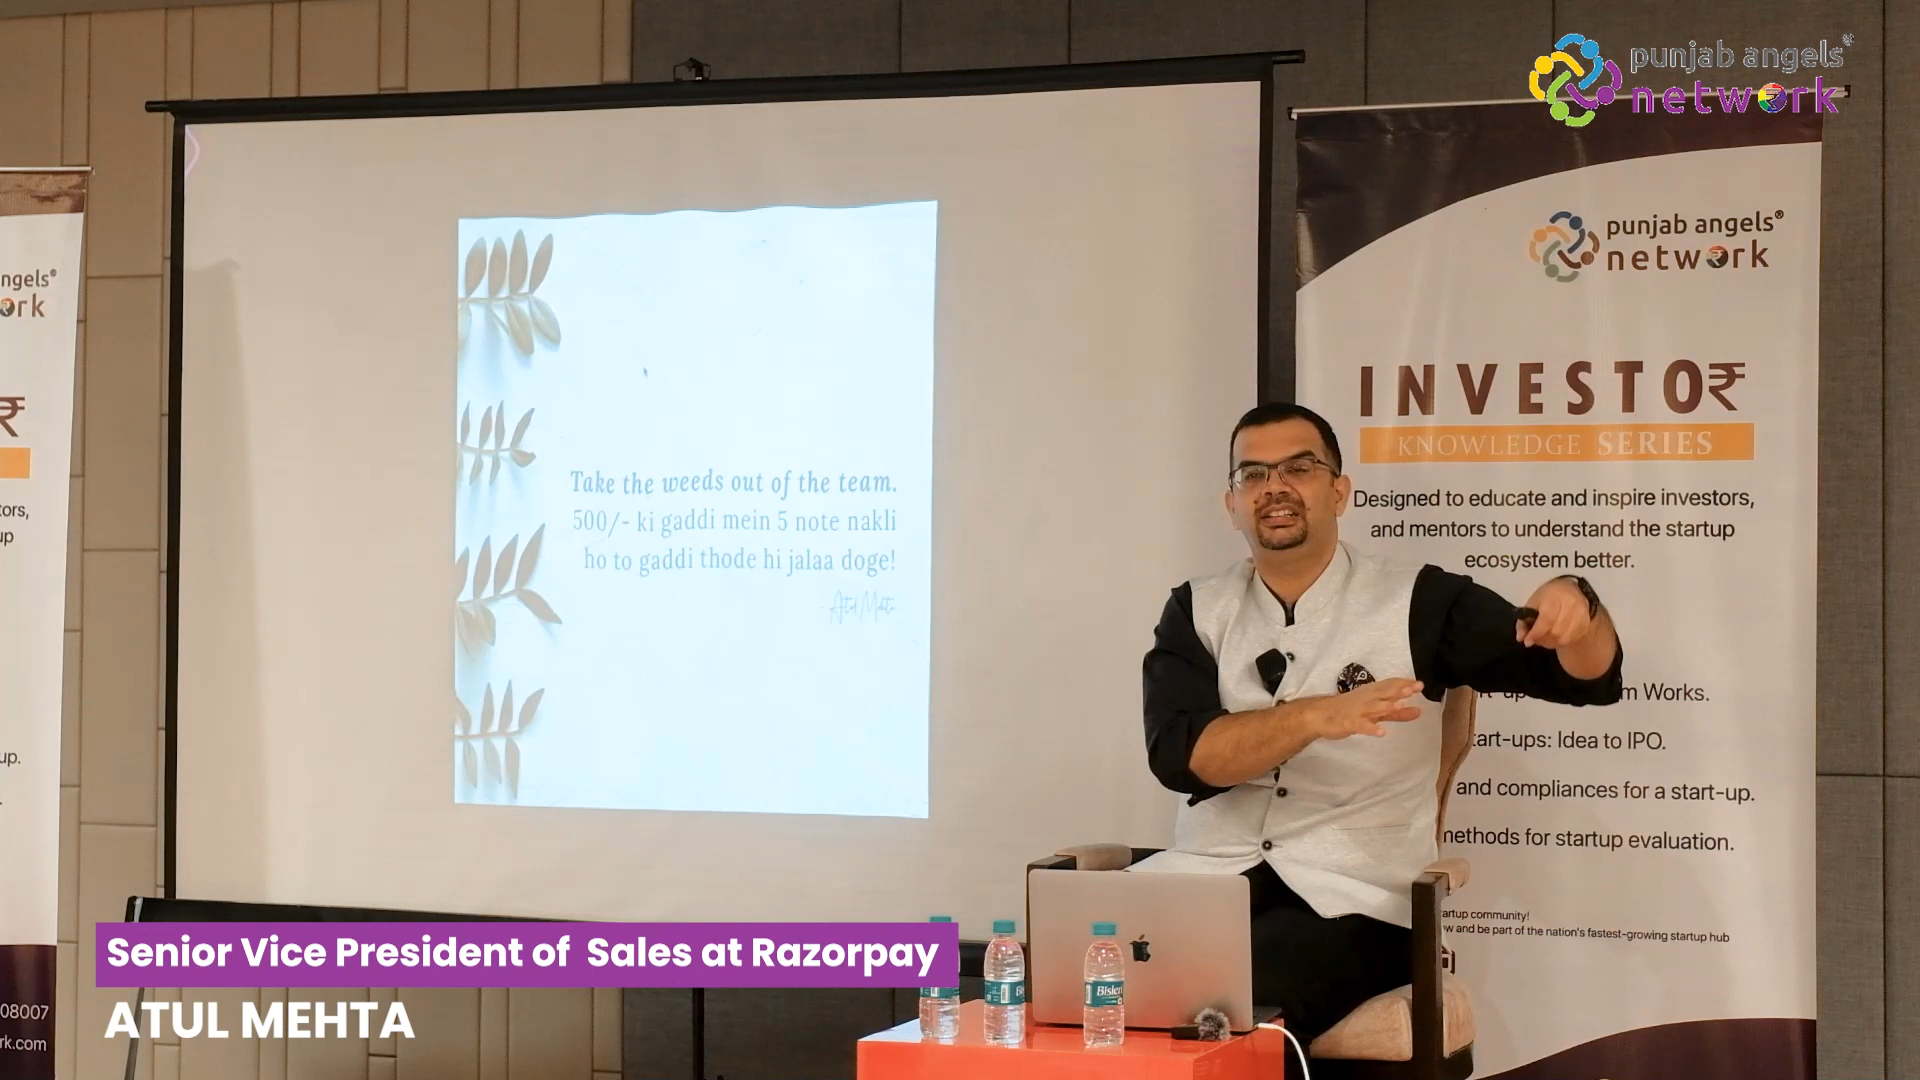 punjab angels®
network
ngels®
ork
₹
tors,
up
up.
08007
rk.com
Take the weeds out of the team.
500/- ki gaddi mein 5 note nakli
ho to gaddi thode hi jalaa doge!
Atul Mehta
punjab angels®
network
INVESTO₹
KNOWLEDGE SERIES
Designed to educate and inspire investors,
and mentors to understand the startup
ecosystem better.
m Works.
tart-ups: Idea to IPO.
and compliances for a start-up.
methods for startup evaluation.
artup community!
w and be part of the nation's fastest-growing startup hub
Bisleri
Senior Vice President of Sales at Razorpay
ATUL MEHTA